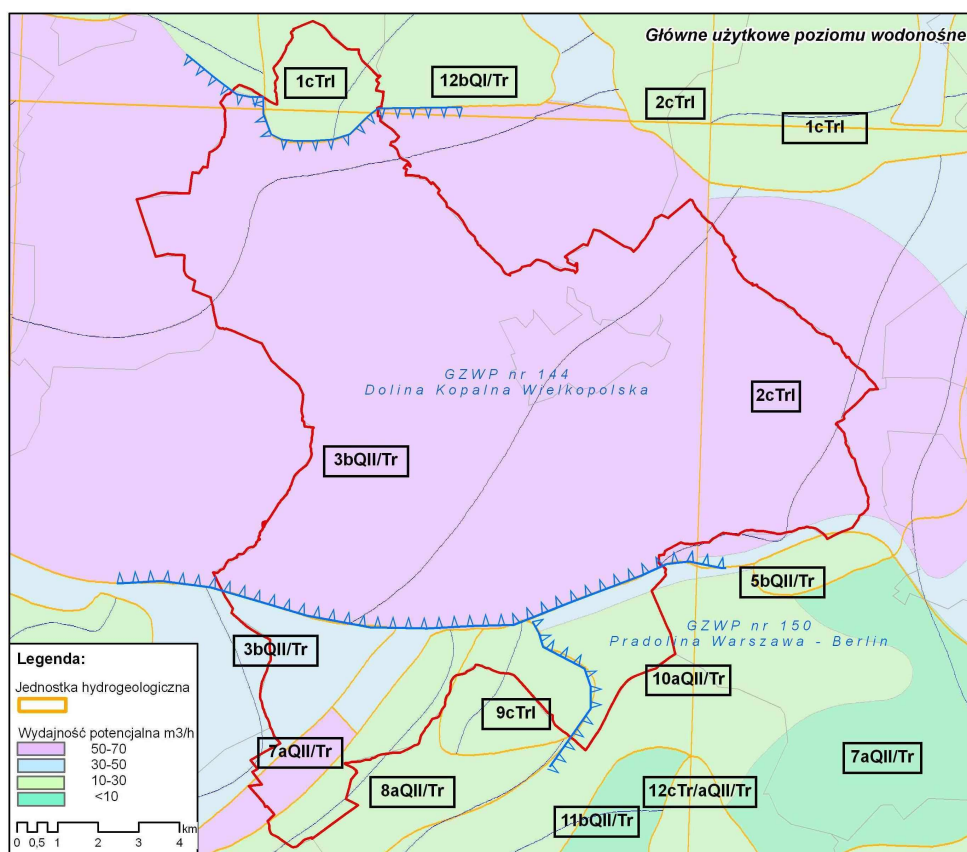 Główne użytkowe poziomu wodonośne
1cTrI
12bQI/Tr
2cTrI
1cTrI
GZWP nr 144
Dolina Kopalna Wielkopolska
2cTrI
3bQII/Tr
5bQII/Tr
GZWP nr 150
Pradolina Warszawa - Berlin
3bQII/Tr
10aQII/Tr
9cTrI
7aQII/Tr
7aQII/Tr
8aQII/Tr
12cTr/aQII/Tr
11bQII/Tr
Legenda:
Jednostka hydrogeologiczna
Wydajność potencjalna m3/h
50-70
30-50
10-30
<10
km
0 0,5 1 2 3 4